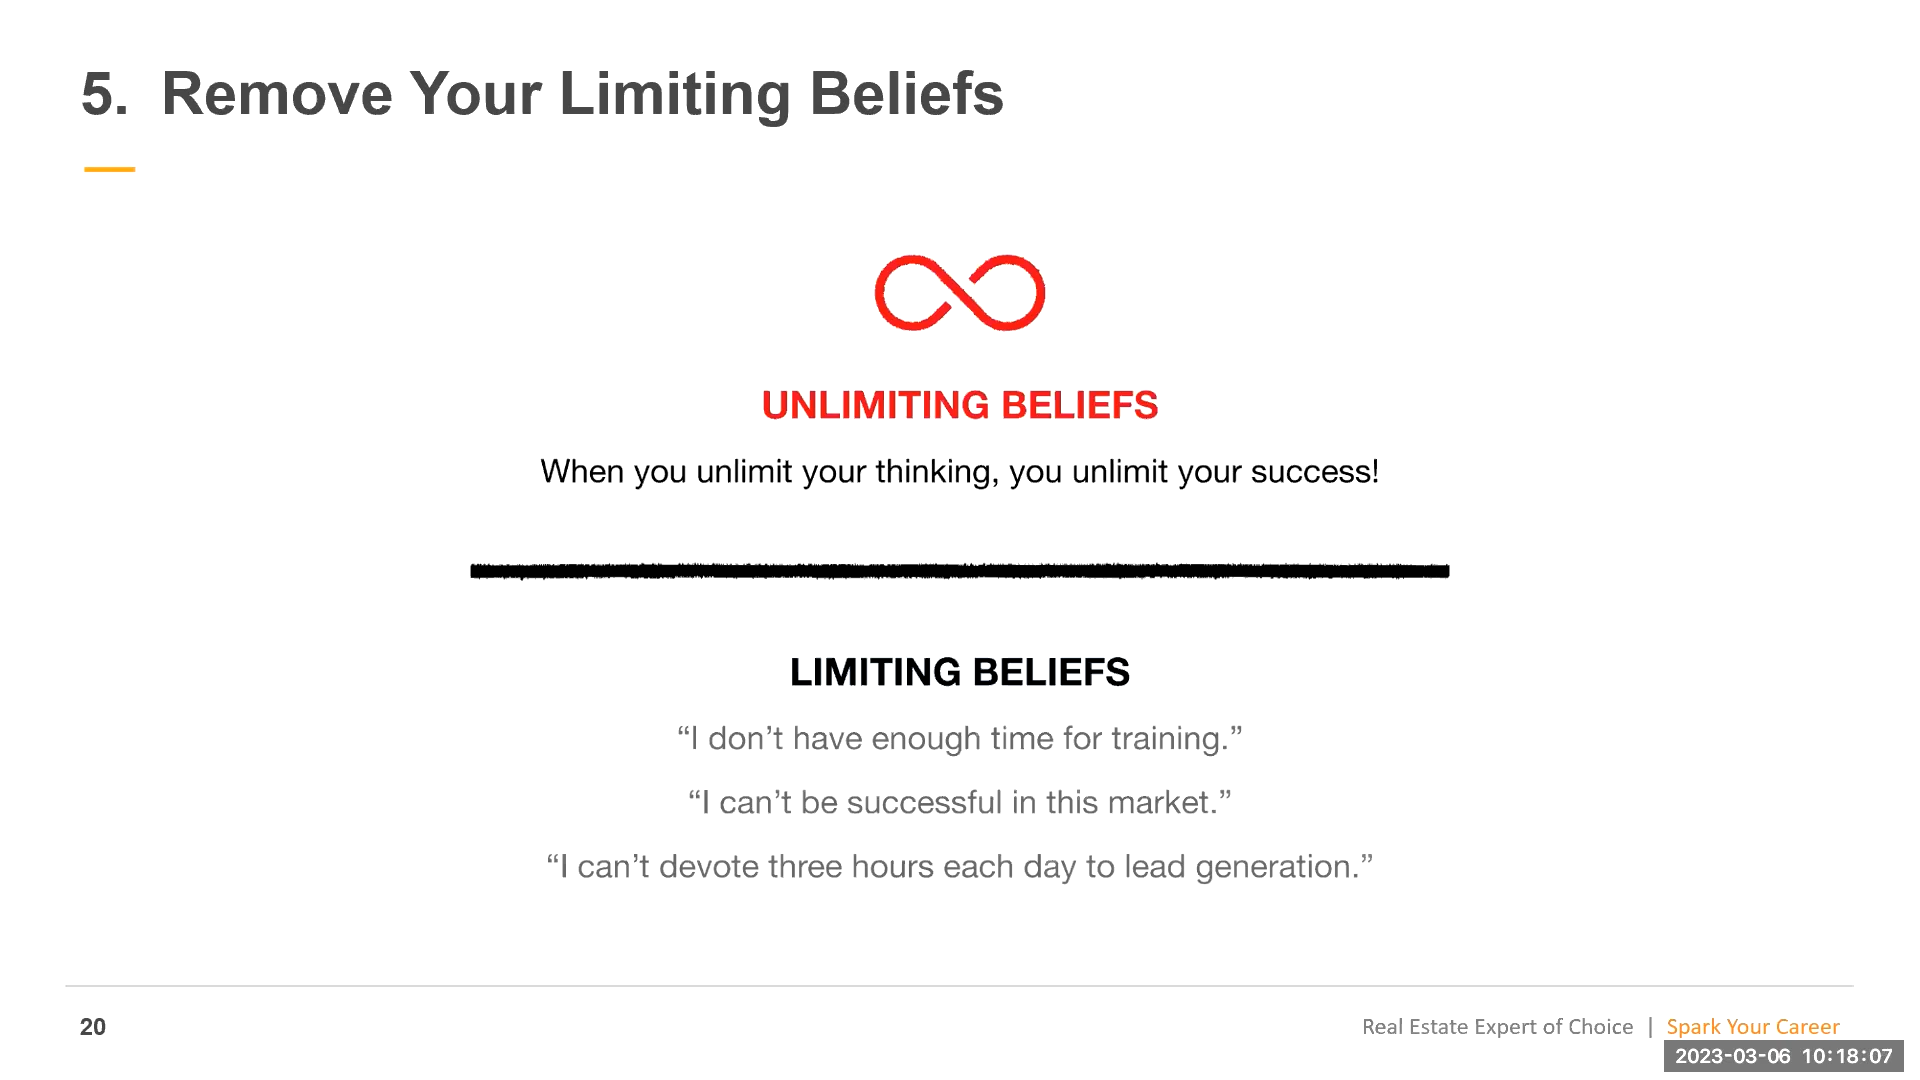 5. Remove Your Limiting Beliefs
UNLIMITING BELIEFS
When you unlimit your thinking, you unlimit your success!
LIMITING BELIEFS
“I don’t have enough time for training.”
“I can’t be successful in this market.”
“I can’t devote three hours each day to lead generation.”
20
Real Estate Expert of Choice | Spark Your Career
2023-03-06 10:18:07